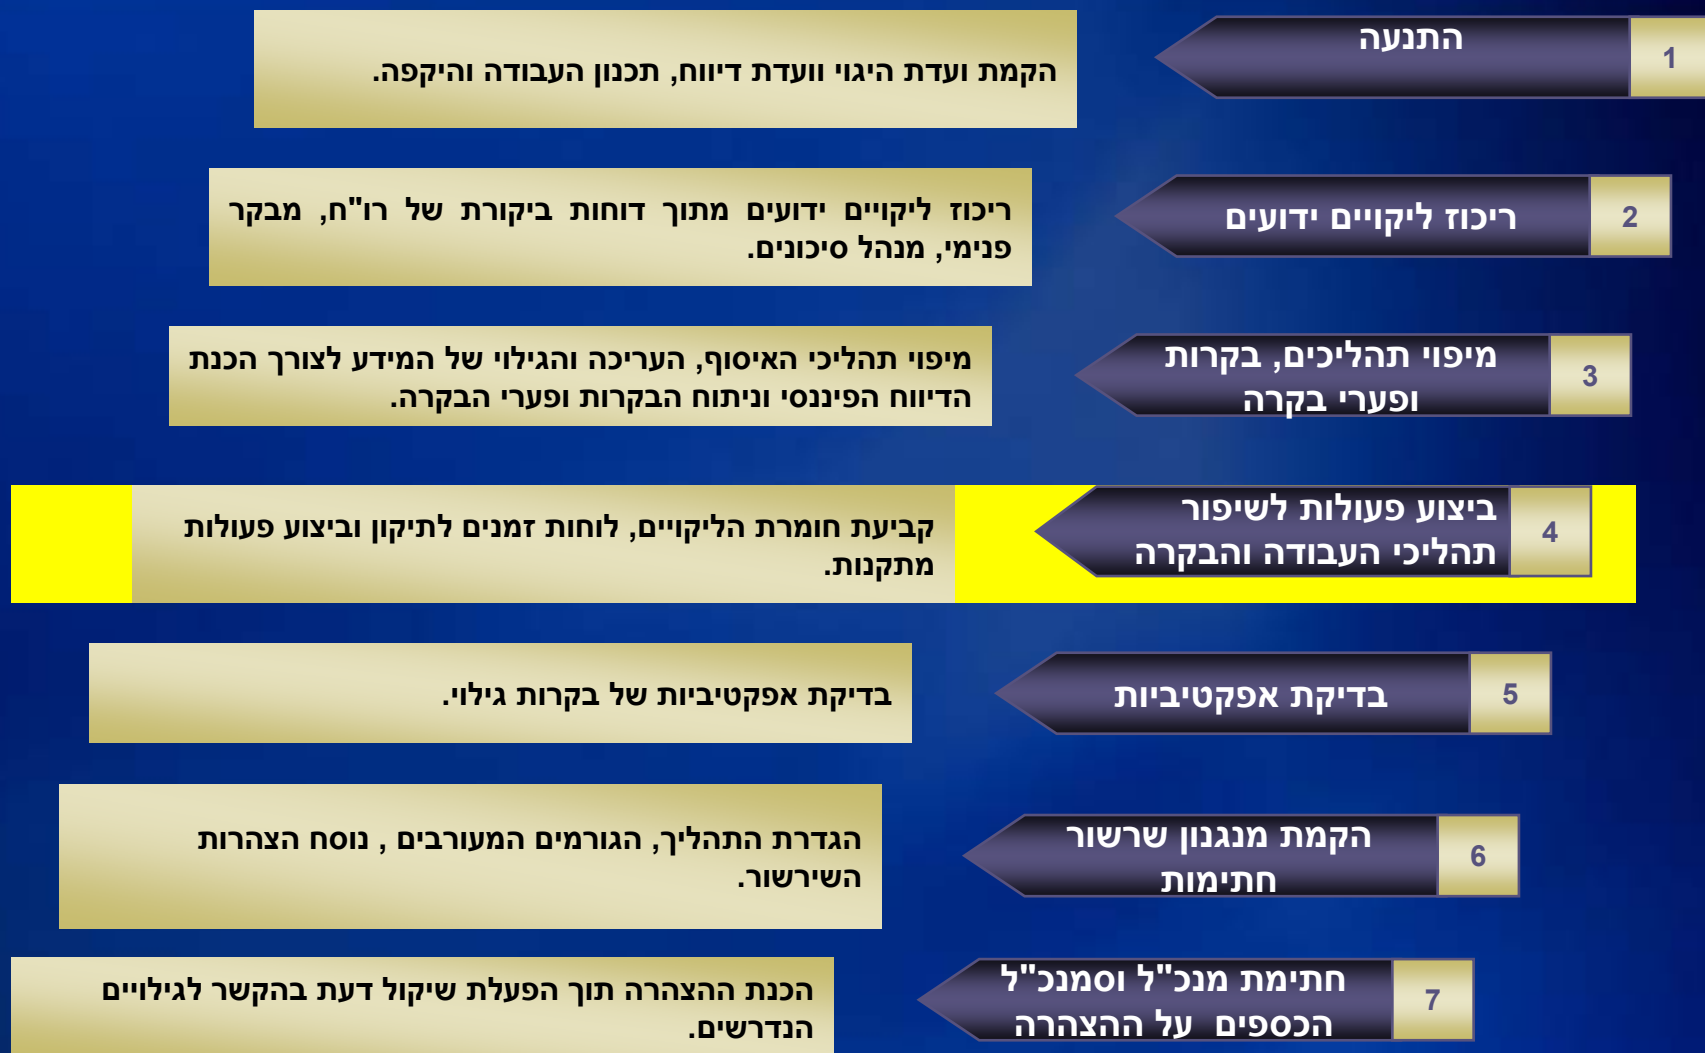 1
התנעה
הקמת ועדת היגוי וועדת דיווח, תכנון העבודה והיקפה.
2
ריכוז ליקויים ידועים
ריכוז ליקויים ידועים מתוך דוחות ביקורת של רו"ח, מבקר
פנימי, מנהל סיכונים.
3
מיפוי תהליכים, בקרות
ופערי בקרה
מיפוי תהליכי האיסוף, העריכה והגילוי של המידע לצורך הכנת
הדיווח הפיננסי וניתוח הבקרות ופערי הבקרה.
4
ביצוע פעולות לשיפור
תהליכי העבודה והבקרה
קביעת חומרת הליקויים, לוחות זמנים לתיקון וביצוע פעולות
מתקנות.
5
בדיקת אפקטיביות
בדיקת אפקטיביות של בקרות גילוי.
6
הקמת מנגנון שרשור
חתימות
הגדרת התהליך, הגורמים המעורבים , נוסח הצהרות
השירשור.
7
חתימת מנכ"ל וסמנכ"ל
הכספים על ההצהרה
הכנת ההצהרה תוך הפעלת שיקול דעת בהקשר לגילויים
הנדרשים.